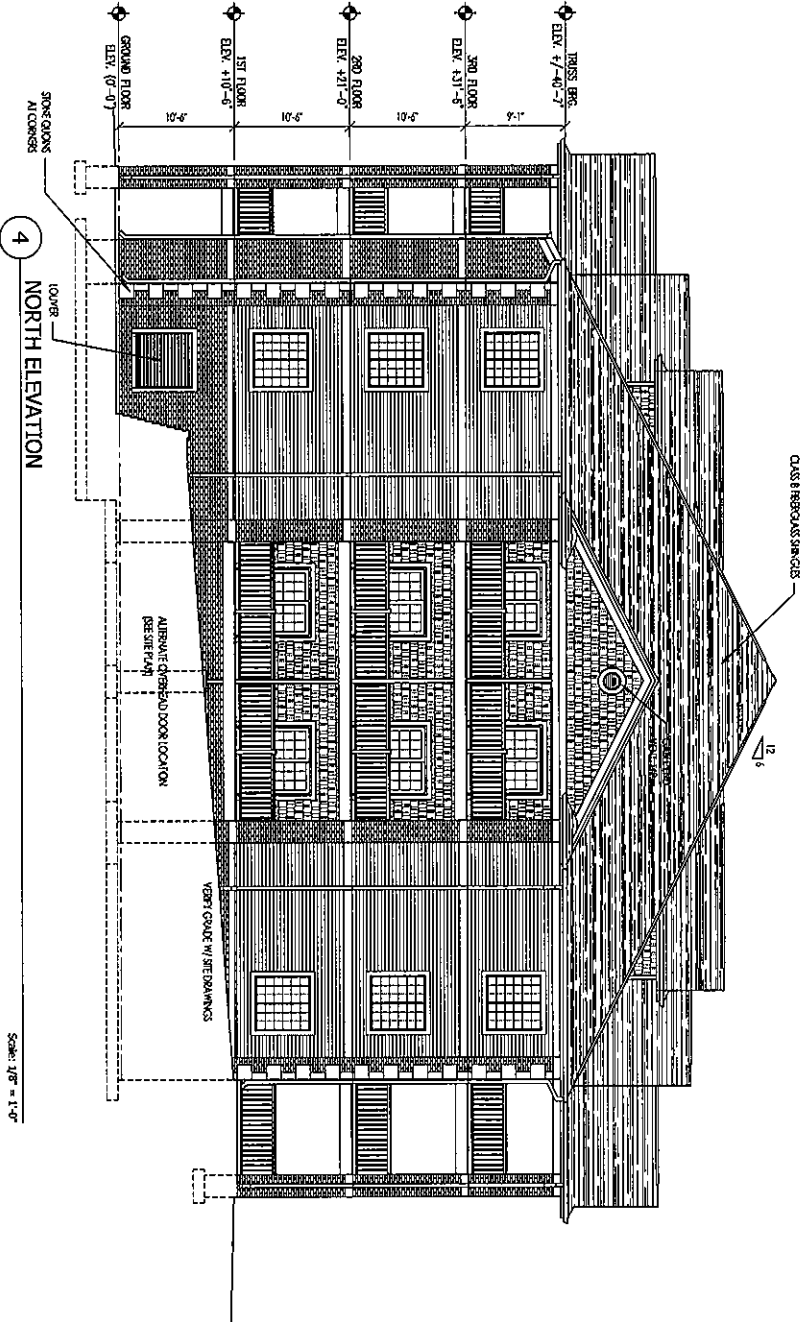 CLASS B FIBERGLASS SHINGLES
12
6
TRUSS BRG
ELEV. +/-40'-7"
9'-1"
3RD FLOOR
ELEV. +31'-6"
10'-6"
2ND FLOOR
ELEV. +21'-0"
10'-6"
1ST FLOOR
ELEV. +10'-6"
10'-6"
GROUND FLOOR
ELEV. (0'-0")
STONE QUOINS
AT CORNERS
LOUVER
ALTERNATE OVERHEAD DOOR LOCATION
(SEE SITE PLAN)
VERIFY GRADE W/ SITE DRAWINGS
4
NORTH ELEVATION
Scale: 1/8" = 1'-0"